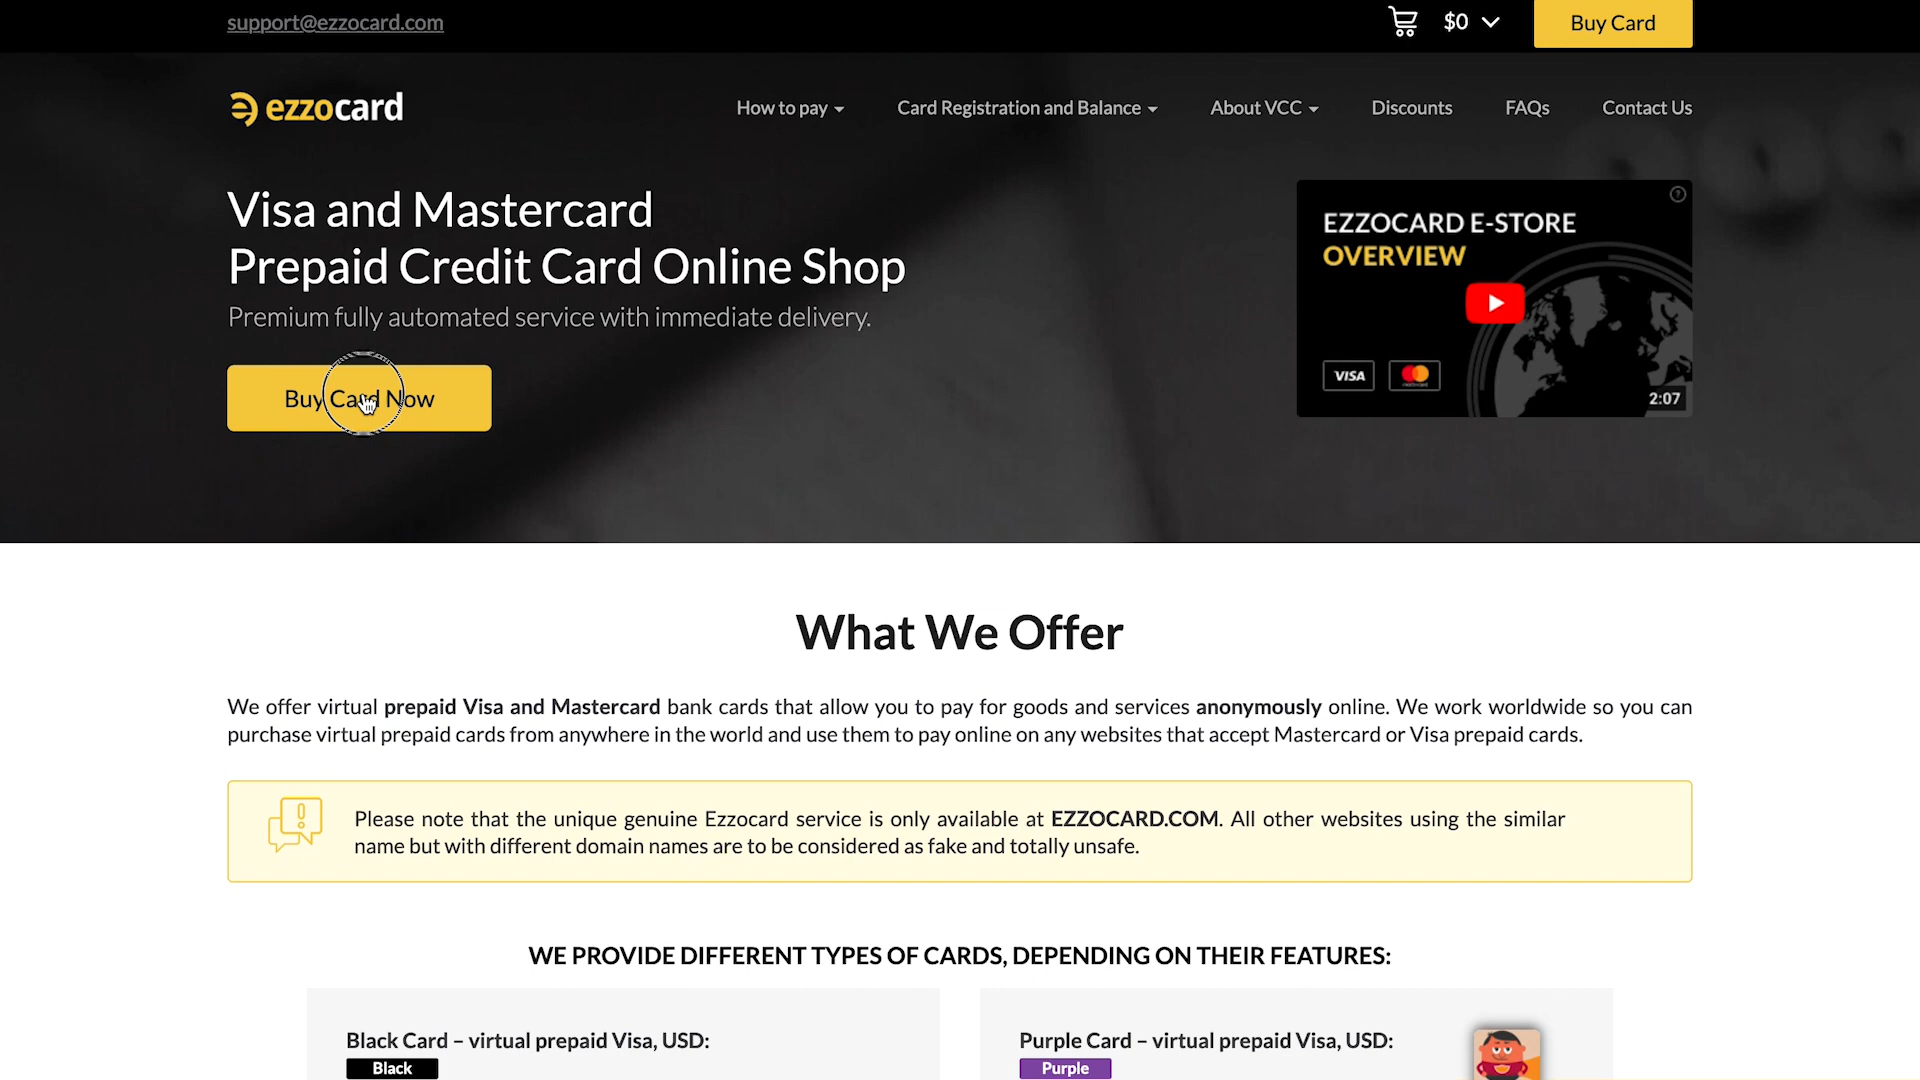 support@ezzocard.com
$0
Buy Card
ezzocard
How to pay
Card Registration and Balance
About VCC
Discounts
FAQs
Contact Us
Visa and Mastercard
Prepaid Credit Card Online Shop
Premium fully automated service with immediate delivery.
Buy Card Now
EZZOCARD E-STORE
OVERVIEW
VISA
mastercard
2:07
What We Offer
We offer virtual prepaid Visa and Mastercard bank cards that allow you to pay for goods and services anonymously online. We work worldwide so you can
purchase virtual prepaid cards from anywhere in the world and use them to pay online on any websites that accept Mastercard or Visa prepaid cards.
Please note that the unique genuine Ezzocard service is only available at EZZOCARD.COM. All other websites using the similar
name but with different domain names are to be considered as fake and totally unsafe.
WE PROVIDE DIFFERENT TYPES OF CARDS, DEPENDING ON THEIR FEATURES:
Black Card – virtual prepaid Visa, USD:
Black
Purple Card – virtual prepaid Visa, USD:
Purple